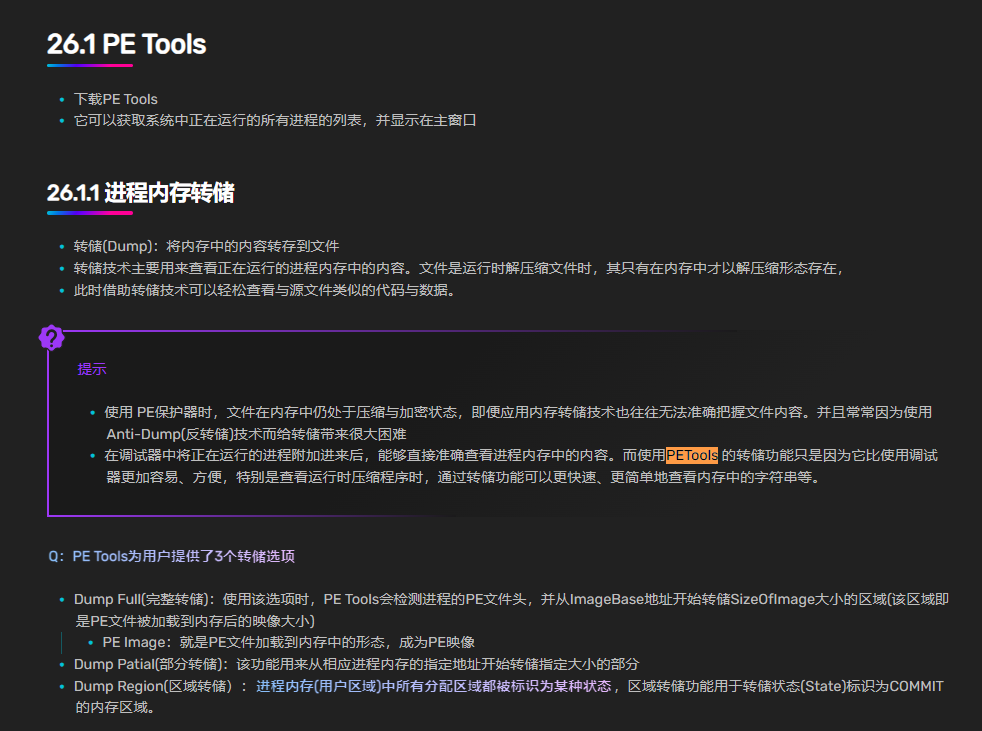 26.1 PE Tools
下载PE Tools
它可以获取系统中正在运行的所有进程的列表，并显示在主窗口
26.1.1 进程内存转储
转储(Dump)：将内存中的内容转存到文件
转储技术主要用来查看正在运行的进程内存中的内容。文件是运行时解压缩文件时，其只有在内存中才以解压缩形态存在，
此时借助转储技术可以轻松查看与源文件类似的代码与数据。
提示
使用 PE保护器时，文件在内存中仍处于压缩与加密状态，即便应用内存转储技术也往往无法准确把握文件内容。并且常常因为使用
Anti-Dump(反转储)技术而给转储带来很大困难
在调试器中将正在运行的进程附加进来后，能够直接准确查看进程内存中的内容。而使用PETools 的转储功能只是因为它比使用调试
器更加容易、方便，特别是查看运行时压缩程序时，通过转储功能可以更快速、更简单地查看内存中的字符串等。
Q：PE Tools为用户提供了3个转储选项
Dump Full(完整转储)：使用该选项时，PE Tools会检测进程的PE文件头，并从ImageBase地址开始转储SizeOfImage大小的区域(该区域即
是PE文件被加载到内存后的映像大小)
PE Image：就是PE文件加载到内存中的形态，成为PE映像
Dump Patial(部分转储)：该功能用来从相应进程内存的指定地址开始转储指定大小的部分
Dump Region(区域转储）：进程内存(用户区域)中所有分配区域都被标识为某种状态，区域转储功能用于转储状态(State)标识为COMMIT
的内存区域。